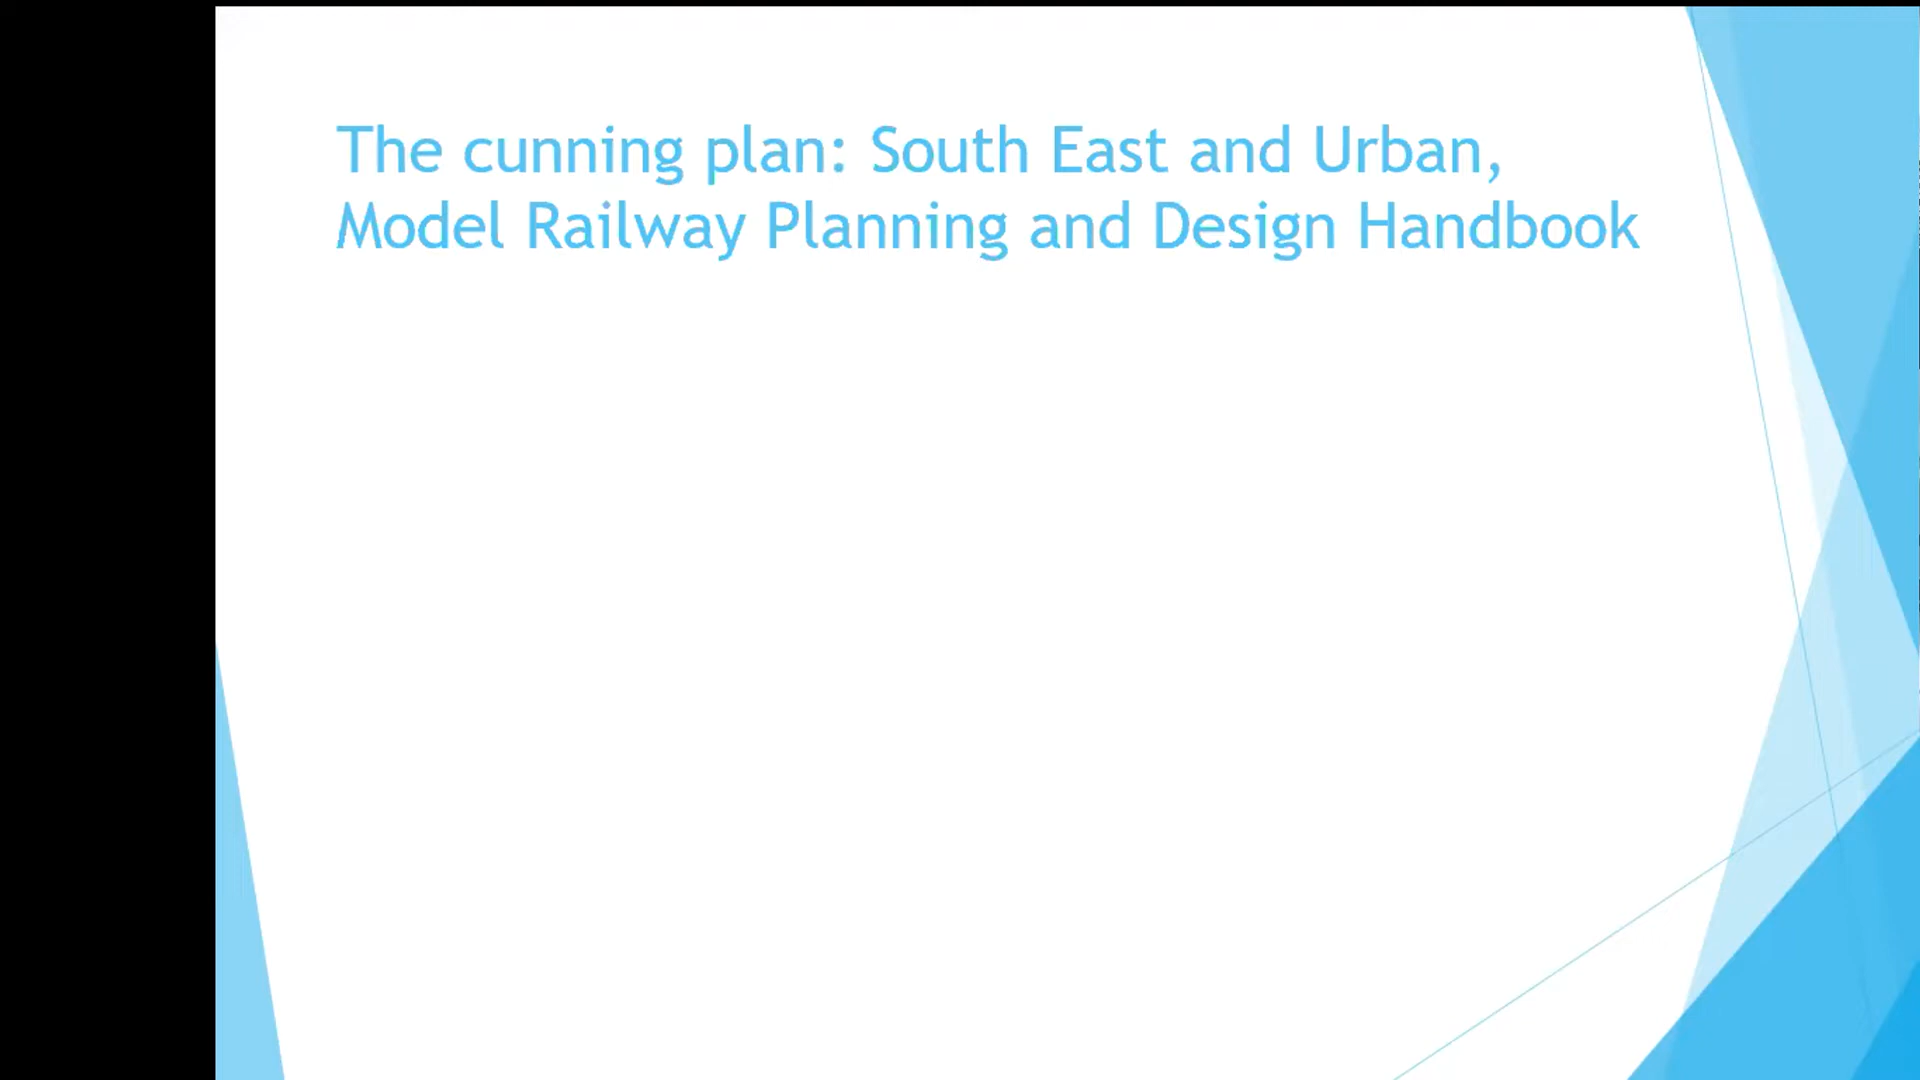 The cunning plan: South East and Urban,
Model Railway Planning and Design Handbook